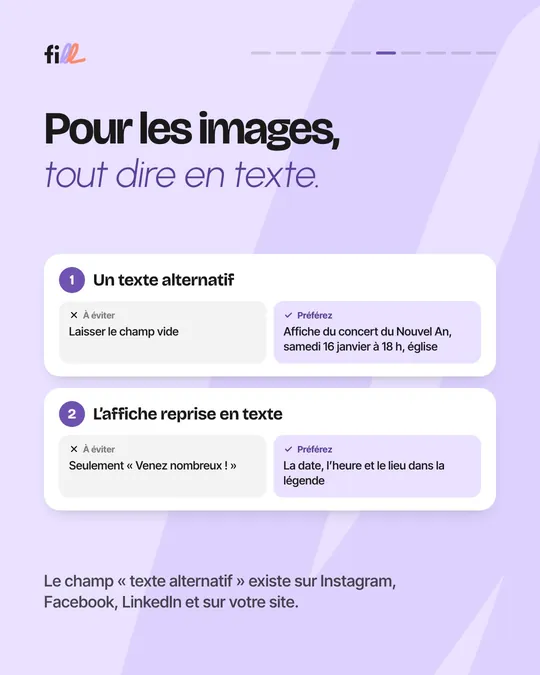 fill
Pour les images,
tout dire en texte.
1 Un texte alternatif
À éviter
Laisser le champ vide
Préférez
Affiche du concert du Nouvel An,
samedi 16 janvier à 18 h, église
2 L’affiche reprise en texte
À éviter
Seulement « Venez nombreux ! »
Préférez
La date, l’heure et le lieu dans la
légende
Le champ « texte alternatif » existe sur Instagram,
Facebook, LinkedIn et sur votre site.